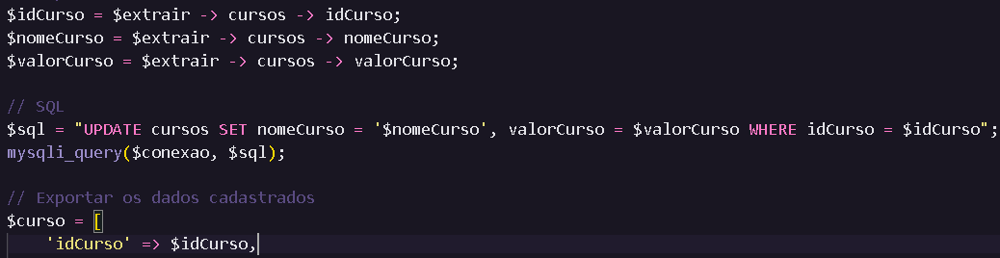 $idCurso = $extrair -> cursos -> idCurso;
$nomeCurso = $extrair -> cursos -> nomeCurso;
$valorCurso = $extrair -> cursos -> valorCurso;
// SQL
$sql = "UPDATE cursos SET nomeCurso = '$nomeCurso', valorCurso = $valorCurso WHERE idCurso = $idCurso";
mysqli_query($conexao, $sql);
// Exportar os dados cadastrados
$curso = [
    'idCurso' => $idCurso,